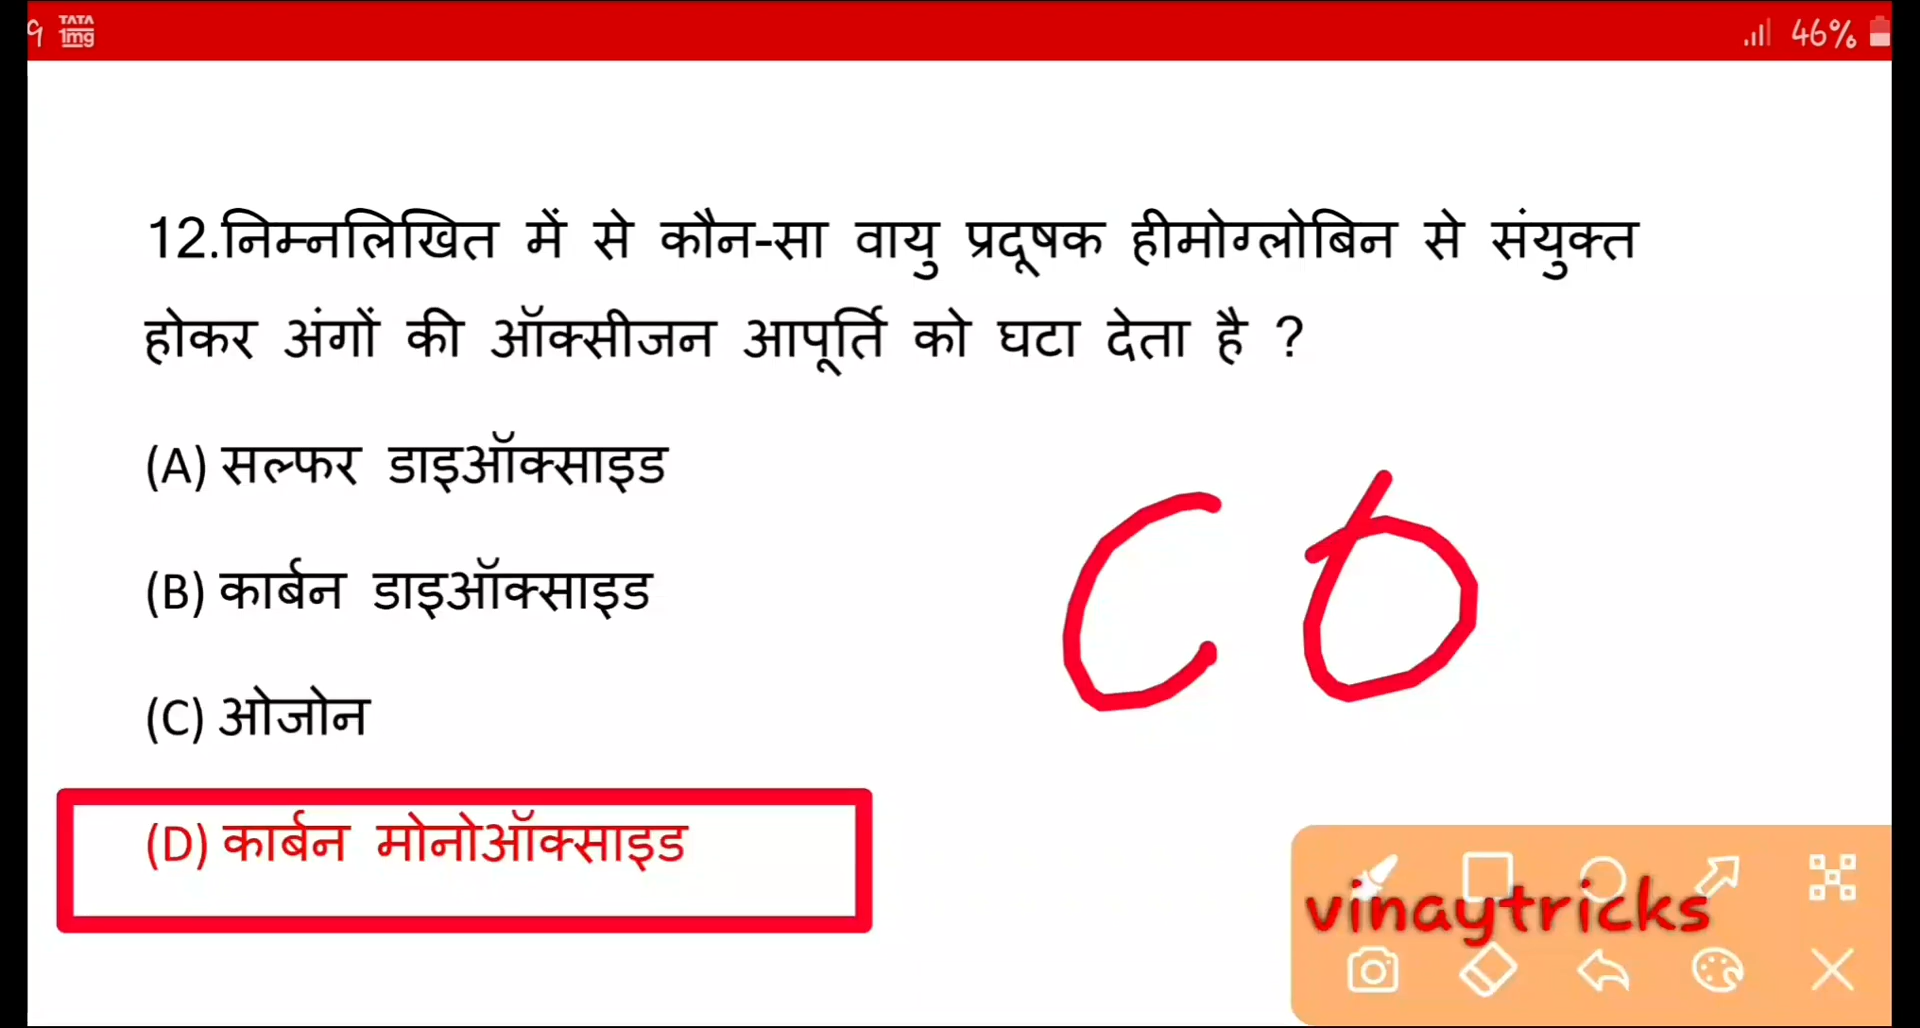 9 TATA 1mg 46%
12.निम्नलिखित में से कौन-सा वायु प्रदूषक हीमोग्लोबिन से संयुक्त
होकर अंगों की ऑक्सीजन आपूर्ति को घटा देता है ?
(A) सल्फर डाइऑक्साइड
(B) कार्बन डाइऑक्साइड
(C) ओजोन
CO
(D) कार्बन मोनोऑक्साइड
vinaytricks